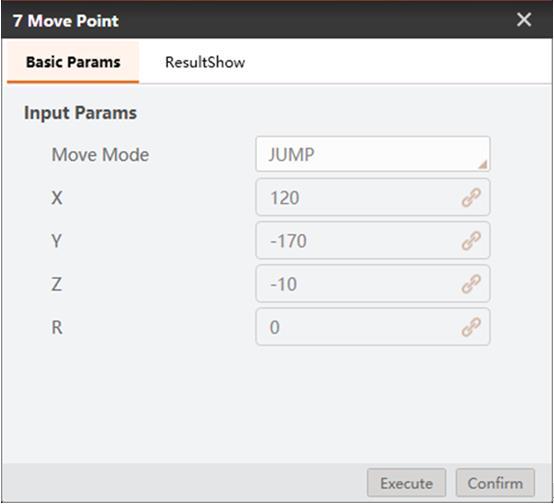 7 Move Point
Basic Params ResultShow
Input Params
Move Mode JUMP
X 120
Y -170
Z -10
R 0
Execute Confirm